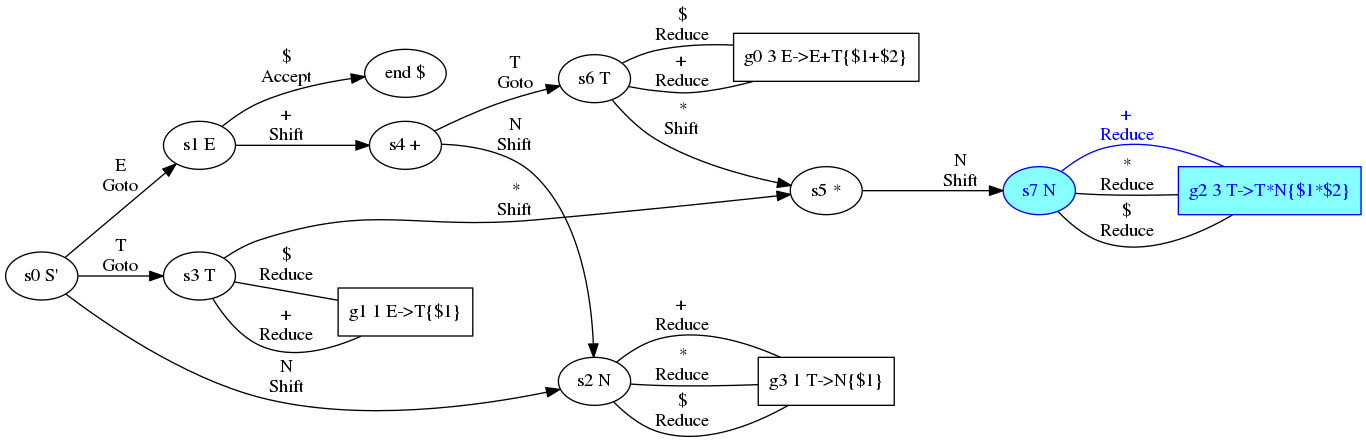 $
Reduce
g0 3 E->E+T{$1+$2}
+
Reduce
T
Goto
s6 T
*
Shift
$
Accept
end $
+
Shift
s1 E
s4 +
N
Shift
E
Goto
*
Shift
s5 *
N
Shift
s7 N
+
Reduce
*
Reduce
$
Reduce
g2 3 T->T*N{$1*$2}
s0 S'
T
Goto
s3 T
$
Reduce
g1 1 E->T{$1}
+
Reduce
N
Shift
s2 N
+
Reduce
*
Reduce
$
Reduce
g3 1 T->N{$1}